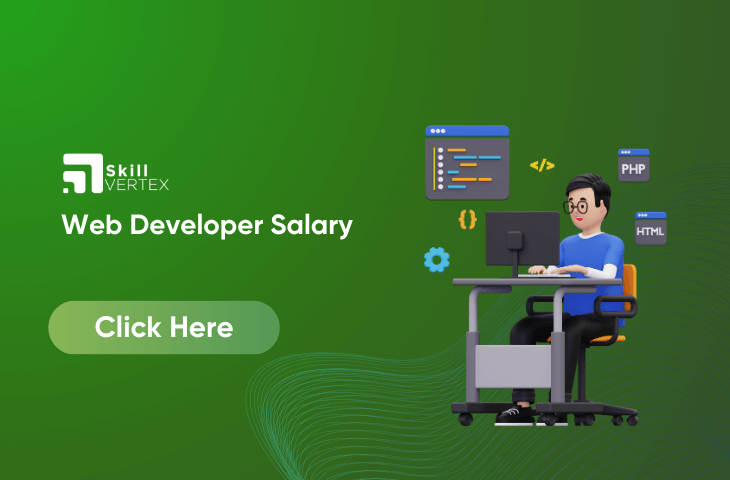 Skill
VERTEX
Web Developer Salary
Click Here
</>
PHP
{}
HTML